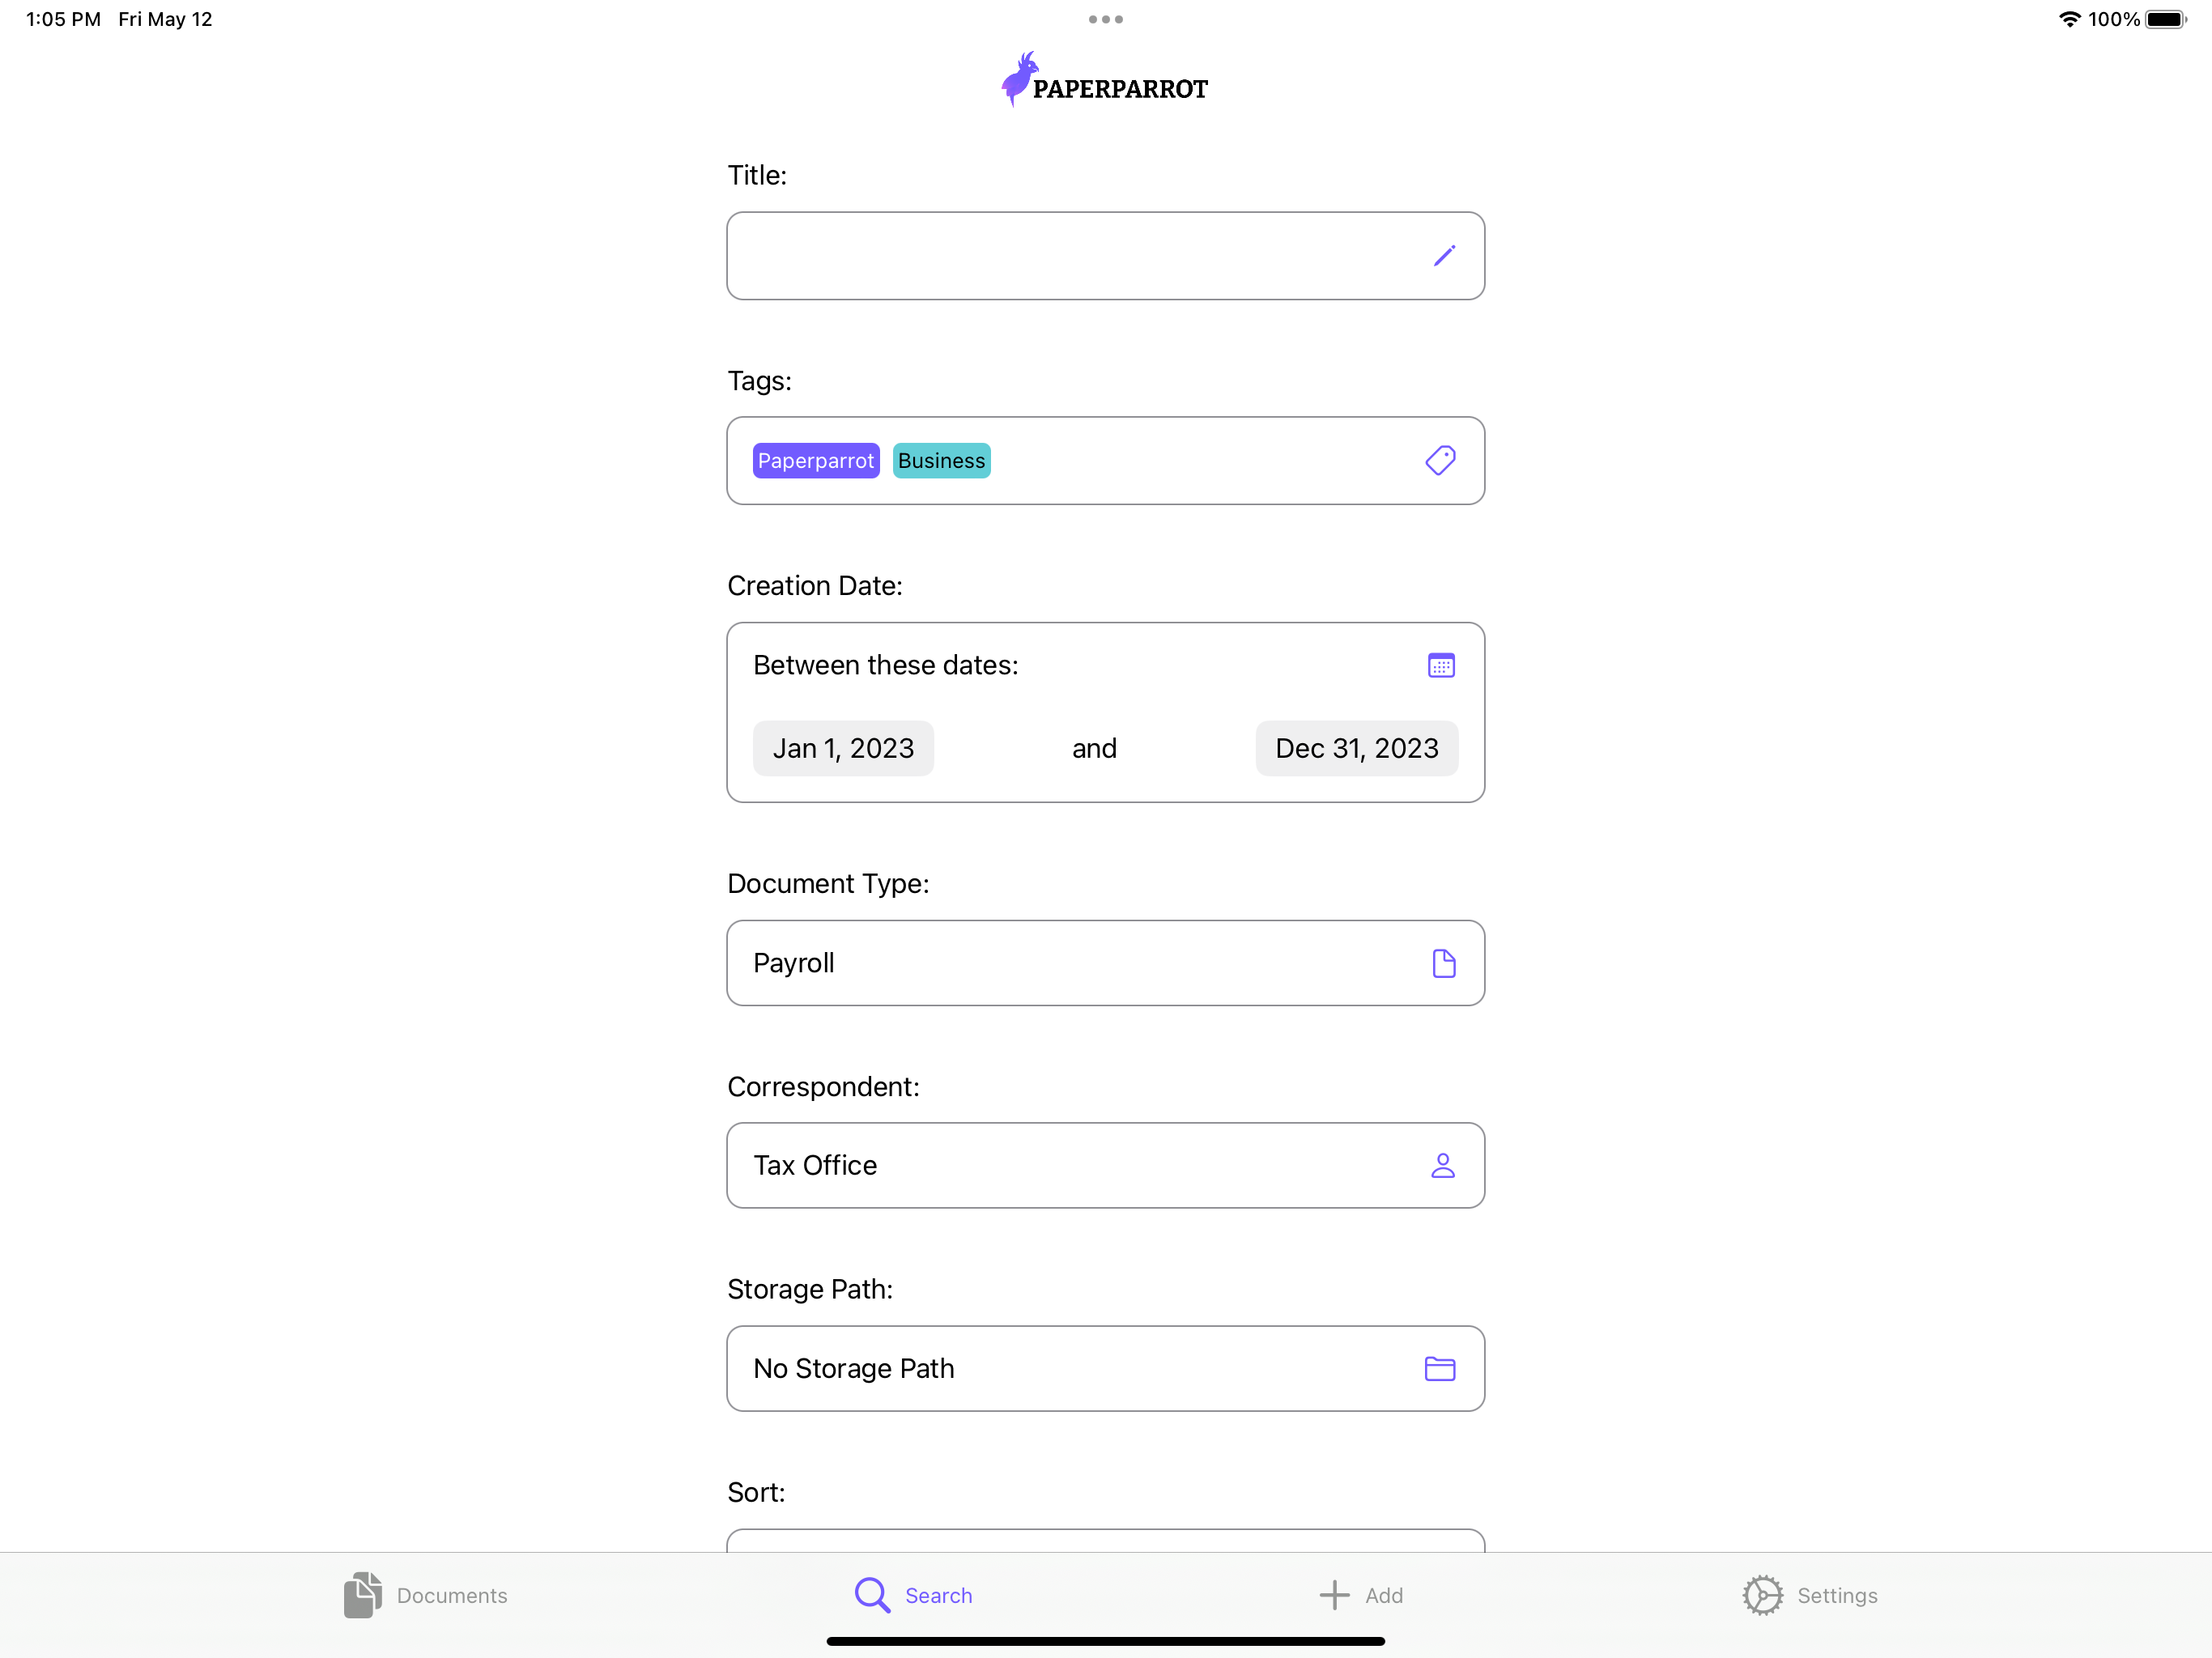 1:05 PM Fri May 12
100%
PAPERPARROT
Title:
Tags:
Paperparrot Business
Creation Date:
Between these dates:
Jan 1, 2023 and Dec 31, 2023
Document Type:
Payroll
Correspondent:
Tax Office
Storage Path:
No Storage Path
Sort:
Documents Search Add Settings